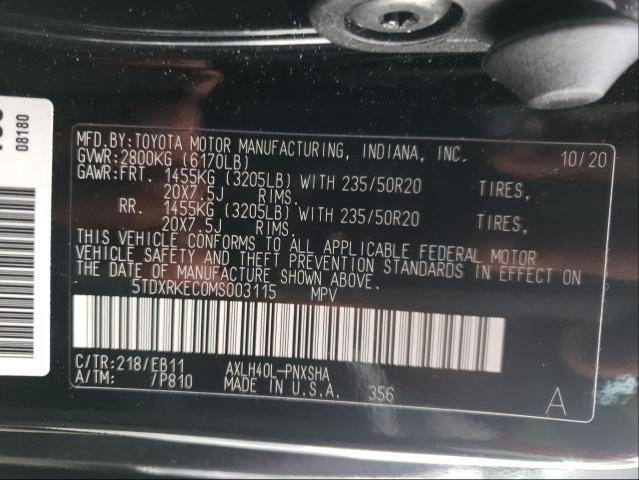 08180
MFD.BY:TOYOTA MOTOR MANUFACTURING, INDIANA, INC. 10/20
GVWR:2800KG (6170LB)
GAWR:FRT. 1455KG (3205LB) WITH 235/50R20 TIRES,
20X7.5J RIMS.
RR. 1455KG (3205LB) WITH 235/50R20 TIRES,
20X7.5J RIMS.
THIS VEHICLE CONFORMS TO ALL APPLICABLE FEDERAL MOTOR
VEHICLE SAFETY AND THEFT PREVENTION STANDARDS IN EFFECT ON
THE DATE OF MANUFACTURE SHOWN ABOVE.
5TDXRKEC0MS003115 MPV
C/TR:218/EB11 AXLH40L-PNXSHA
A/TM: /P810 MADE IN U.S.A. 356
A